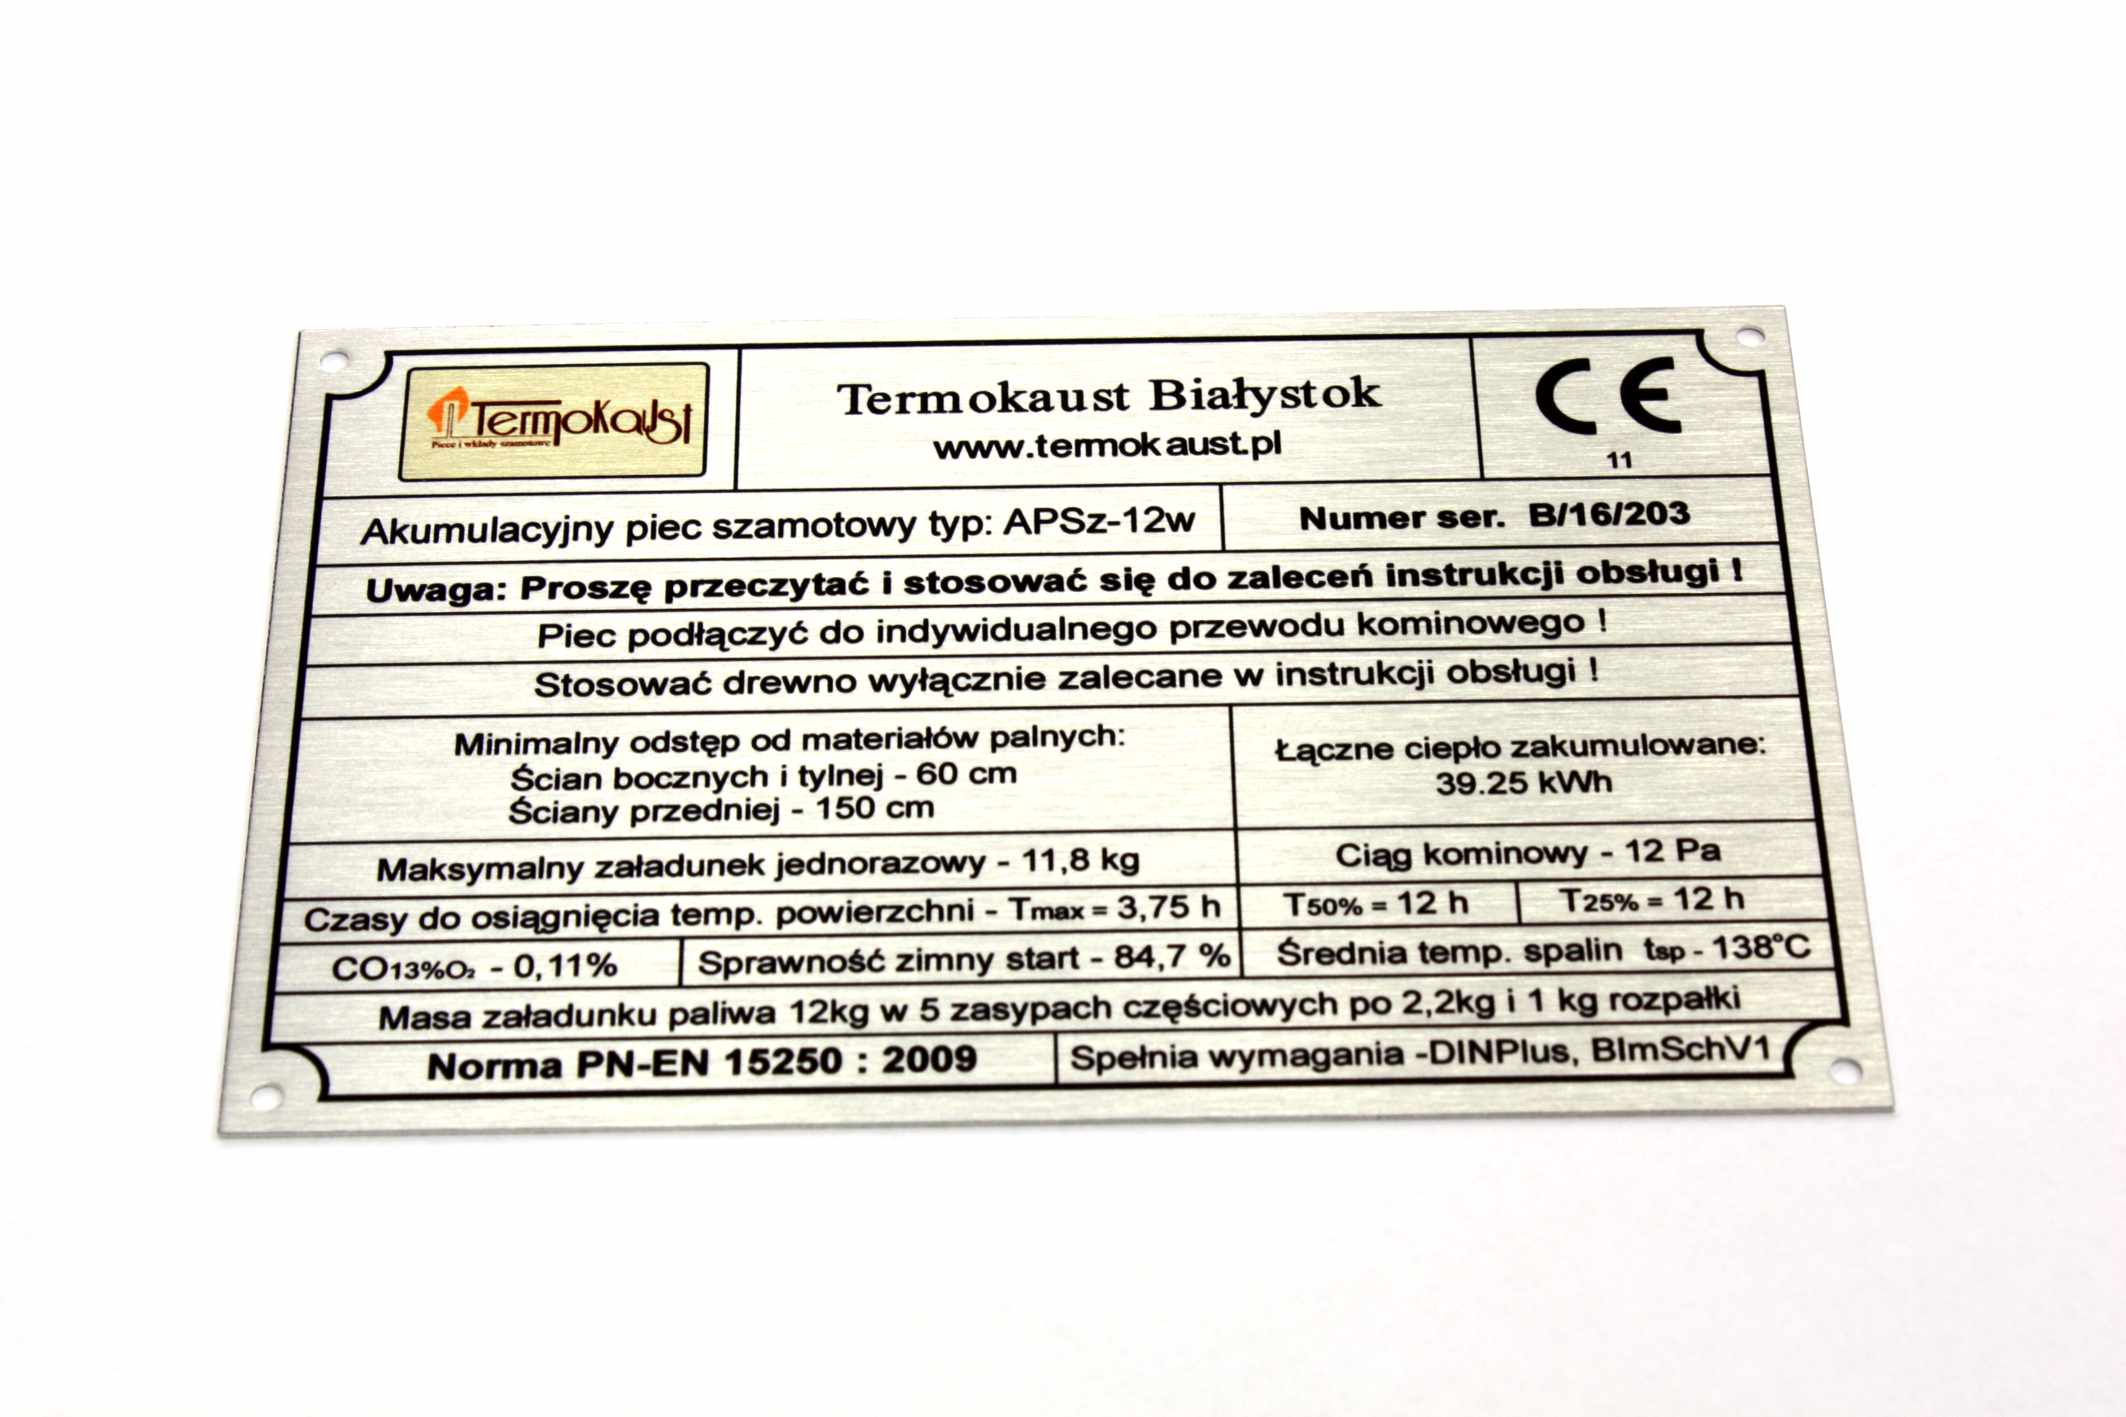 TermoKaust
Piece i wkłady szamotowe
Termokaust Białystok
www.termokaust.pl
CE
11
Akumulacyjny piec szamotowy typ: APSz-12w
Numer ser. B/16/203
Uwaga: Proszę przeczytać i stosować się do zaleceń instrukcji obsługi !
Piec podłączyć do indywidualnego przewodu kominowego !
Stosować drewno wyłącznie zalecane w instrukcji obsługi !
Minimalny odstęp od materiałów palnych:
Ścian bocznych i tylnej - 60 cm
Ściany przedniej - 150 cm
Łączne ciepło zakumulowane:
39.25 kWh
Maksymalny załadunek jednorazowy - 11,8 kg
Ciąg kominowy - 12 Pa
Czasy do osiągnięcia temp. powierzchni - Tmax = 3,75 h
T50% = 12 h
T25% = 12 h
CO13%O₂ - 0,11%
Sprawność zimny start - 84,7 %
Średnia temp. spalin tsp - 138°C
Masa załadunku paliwa 12kg w 5 zasypach częściowych po 2,2kg i 1 kg rozpałki
Norma PN-EN 15250 : 2009
Spełnia wymagania -DINPlus, BImSchV1